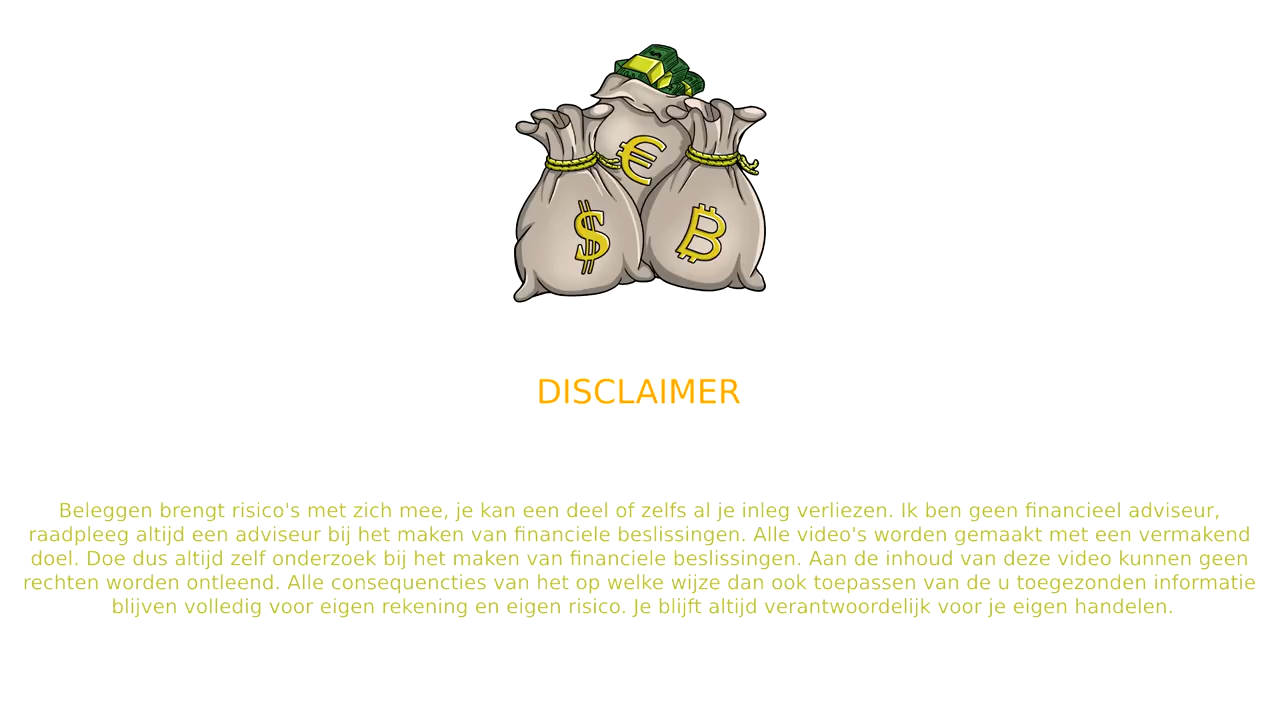 €
$
₿
DISCLAIMER
Beleggen brengt risico's met zich mee, je kan een deel of zelfs al je inleg verliezen. Ik ben geen financieel adviseur,
raadpleeg altijd een adviseur bij het maken van financiele beslissingen. Alle video's worden gemaakt met een vermakend
doel. Doe dus altijd zelf onderzoek bij het maken van financiele beslissingen. Aan de inhoud van deze video kunnen geen
rechten worden ontleend. Alle consequencties van het op welke wijze dan ook toepassen van de u toegezonden informatie
blijven volledig voor eigen rekening en eigen risico. Je blijft altijd verantwoordelijk voor je eigen handelen.